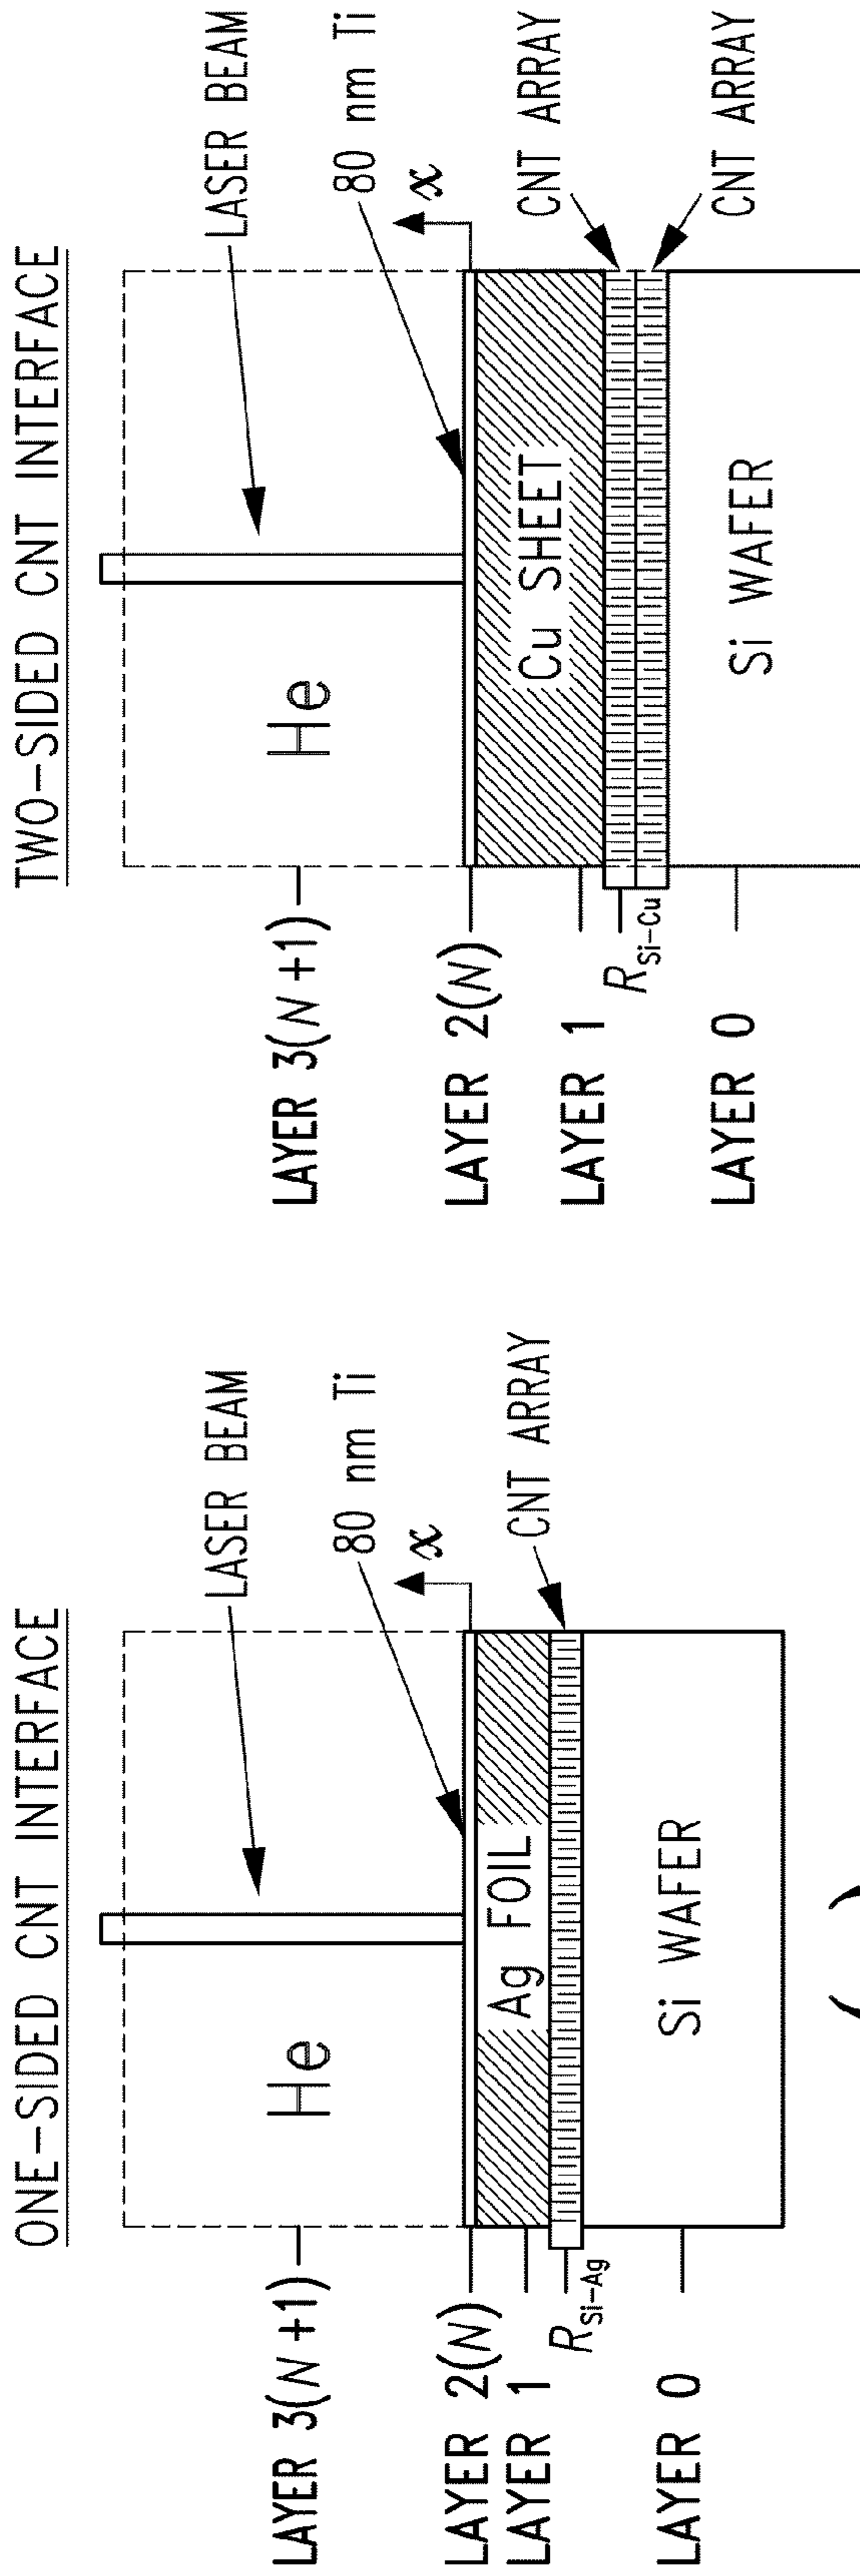 ONE-SIDED CNT INTERFACE
LASER BEAM
80 nm Ti
x
CNT ARRAY
He
Ag FOIL
Si WAFER
LAYER 3(N+1)
LAYER 2(N)
LAYER 1
R Si-Ag
LAYER 0
TWO-SIDED CNT INTERFACE
LASER BEAM
80 nm Ti
x
CNT ARRAY
CNT ARRAY
He
Cu SHEET
Si WAFER
LAYER 3(N+1)
LAYER 2(N)
LAYER 1
R Si-Cu
LAYER 0